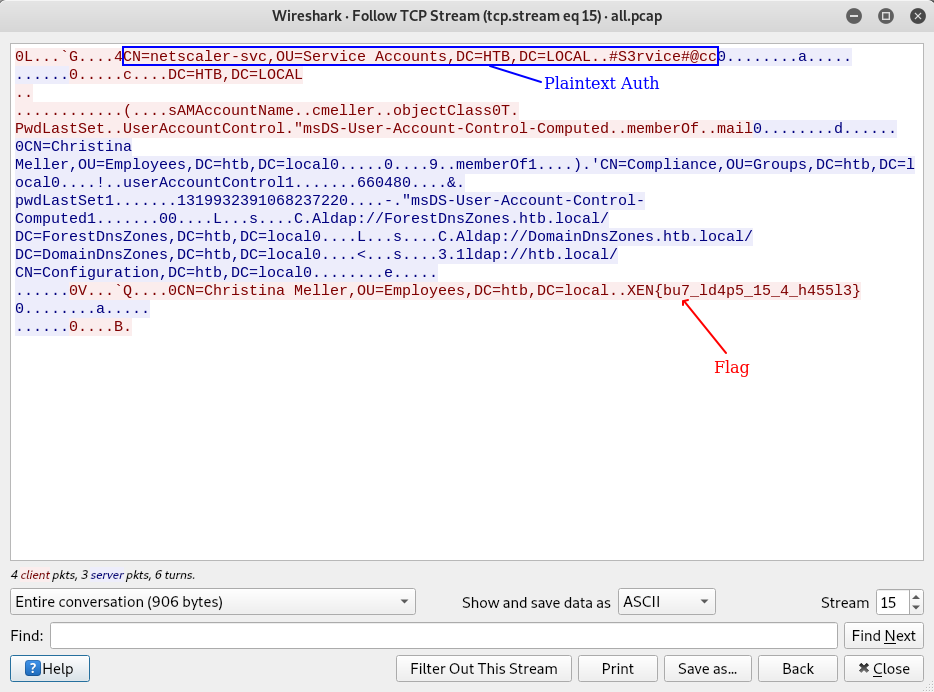 Wireshark · Follow TCP Stream (tcp.stream eq 15) · all.pcap
0L...`G....4CN=netscaler-svc,OU=Service Accounts,DC=HTB,DC=LOCAL..#S3rvice#@cc0........a.....
......0.....c....DC=HTB,DC=LOCAL
..
............(....sAMAccountName..cmeller..objectClass0T.
PwdLastSet..UserAccountControl."msDS-User-Account-Control-Computed..memberOf..mail0........d......
0CN=Christina
Meller,OU=Employees,DC=htb,DC=local0.....0....9..memberOf1....).'CN=Compliance,OU=Groups,DC=htb,DC=l
ocal0....!..userAccountControl1.......660480....&.
pwdLastSet1.......1319932391068237220....-."msDS-User-Account-Control-
Computed1.......00....L...s....C.Aldap://ForestDnsZones.htb.local/
DC=ForestDnsZones,DC=htb,DC=local0....L...s....C.Aldap://DomainDnsZones.htb.local/
DC=DomainDnsZones,DC=htb,DC=local0....<...s....3.1ldap://htb.local/
CN=Configuration,DC=htb,DC=local0........e.....
......0V...`Q....0CN=Christina Meller,OU=Employees,DC=htb,DC=local..XEN{bu7_ld4p5_15_4_h455l3}
0........a.....
......0....B.
Plaintext Auth
Flag
4 client pkts, 3 server pkts, 6 turns.
Entire conversation (906 bytes)
Show and save data as
ASCII
Stream
15
Find:
Find Next
?Help
Filter Out This Stream
Print
Save as...
Back
Close